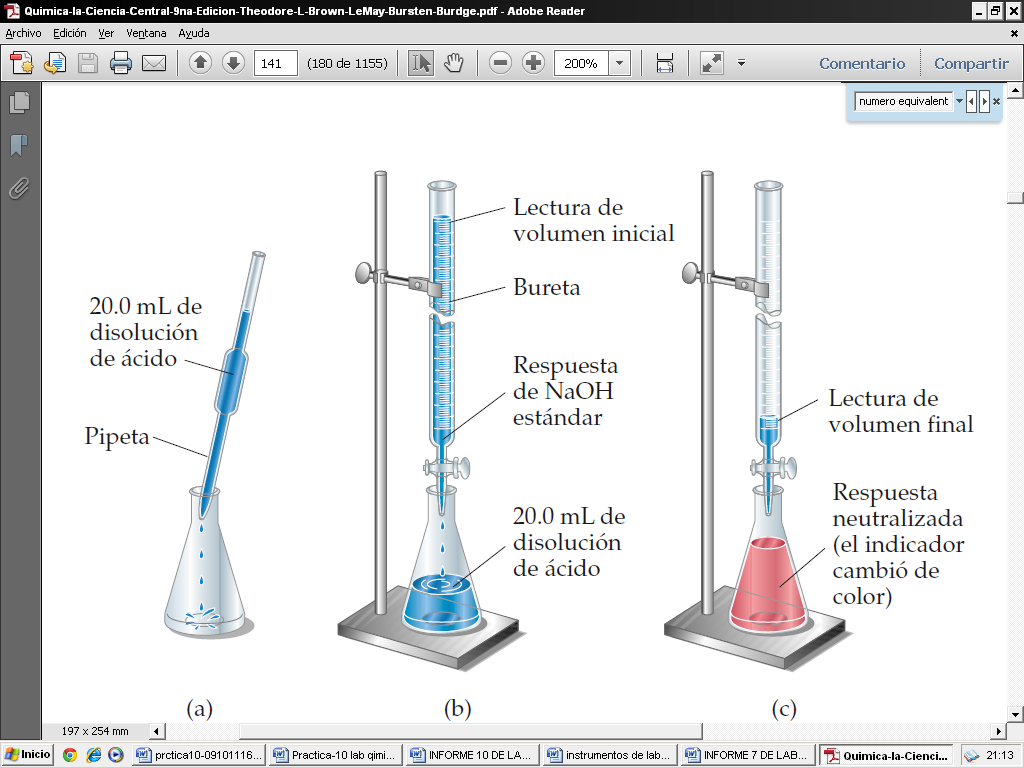 Quimica-la-Ciencia-Central-9na-Edicion-Theodore-L-Brown-LeMay-Bursten-Burdge.pdf - Adobe Reader
Archivo Edición Ver Ventana Ayuda
141 (180 de 1155) 200% Comentario Compartir
numero equivalent
Lectura de
volumen inicial
Bureta
20.0 mL de
disolución
de ácido
Pipeta
Respuesta
de NaOH
estándar
20.0 mL de
disolución
de ácido
Lectura de
volumen final
Respuesta
neutralizada
(el indicador
cambió de
color)
(a) (b) (c)
197 x 254 mm
Inicio prctica10-09101116... Practica-10 lab qimi... INFORME 10 DE LA... instrumentos de lab... INFORME 7 DE LAB... Quimica-la-Cienci... 21:13